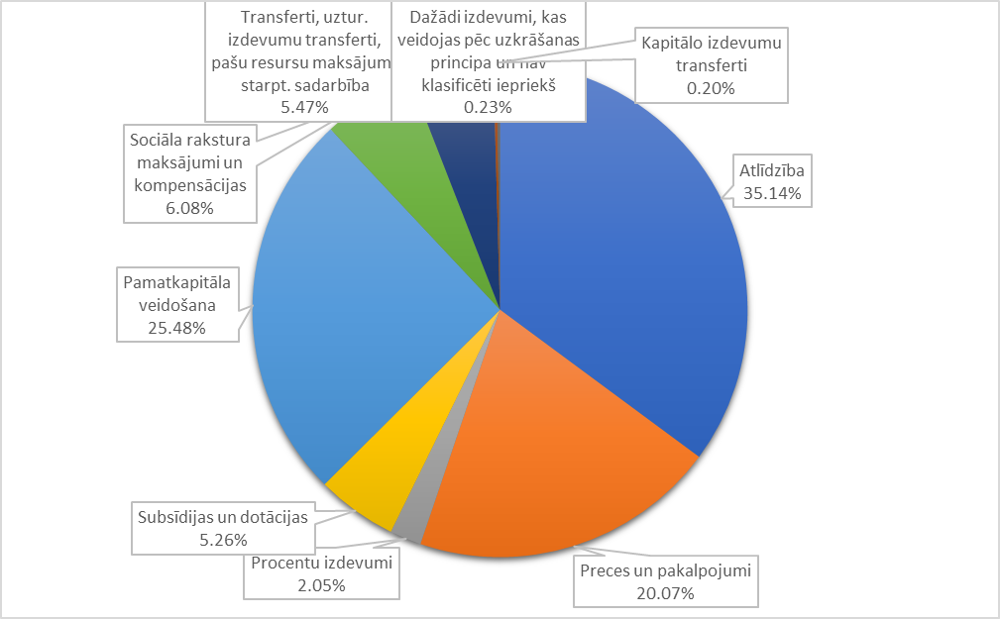 Transferti, uztur.
izdevumu transferti,
pašu resursu maksājum
starpt. sadarbība
5.47%
Dažādi izdevumi, kas
veidojas pēc uzkrāšanas
principa un nav
klasificēti iepriekš
0.23%
Kapitālo izdevumu
transferti
0.20%
Sociāla rakstura
maksājumi un
kompensācijas
6.08%
Atlīdzība
35.14%
Pamatkapitāla
veidošana
25.48%
Subsīdijas un dotācijas
5.26%
Procentu izdevumi
2.05%
Preces un pakalpojumi
20.07%